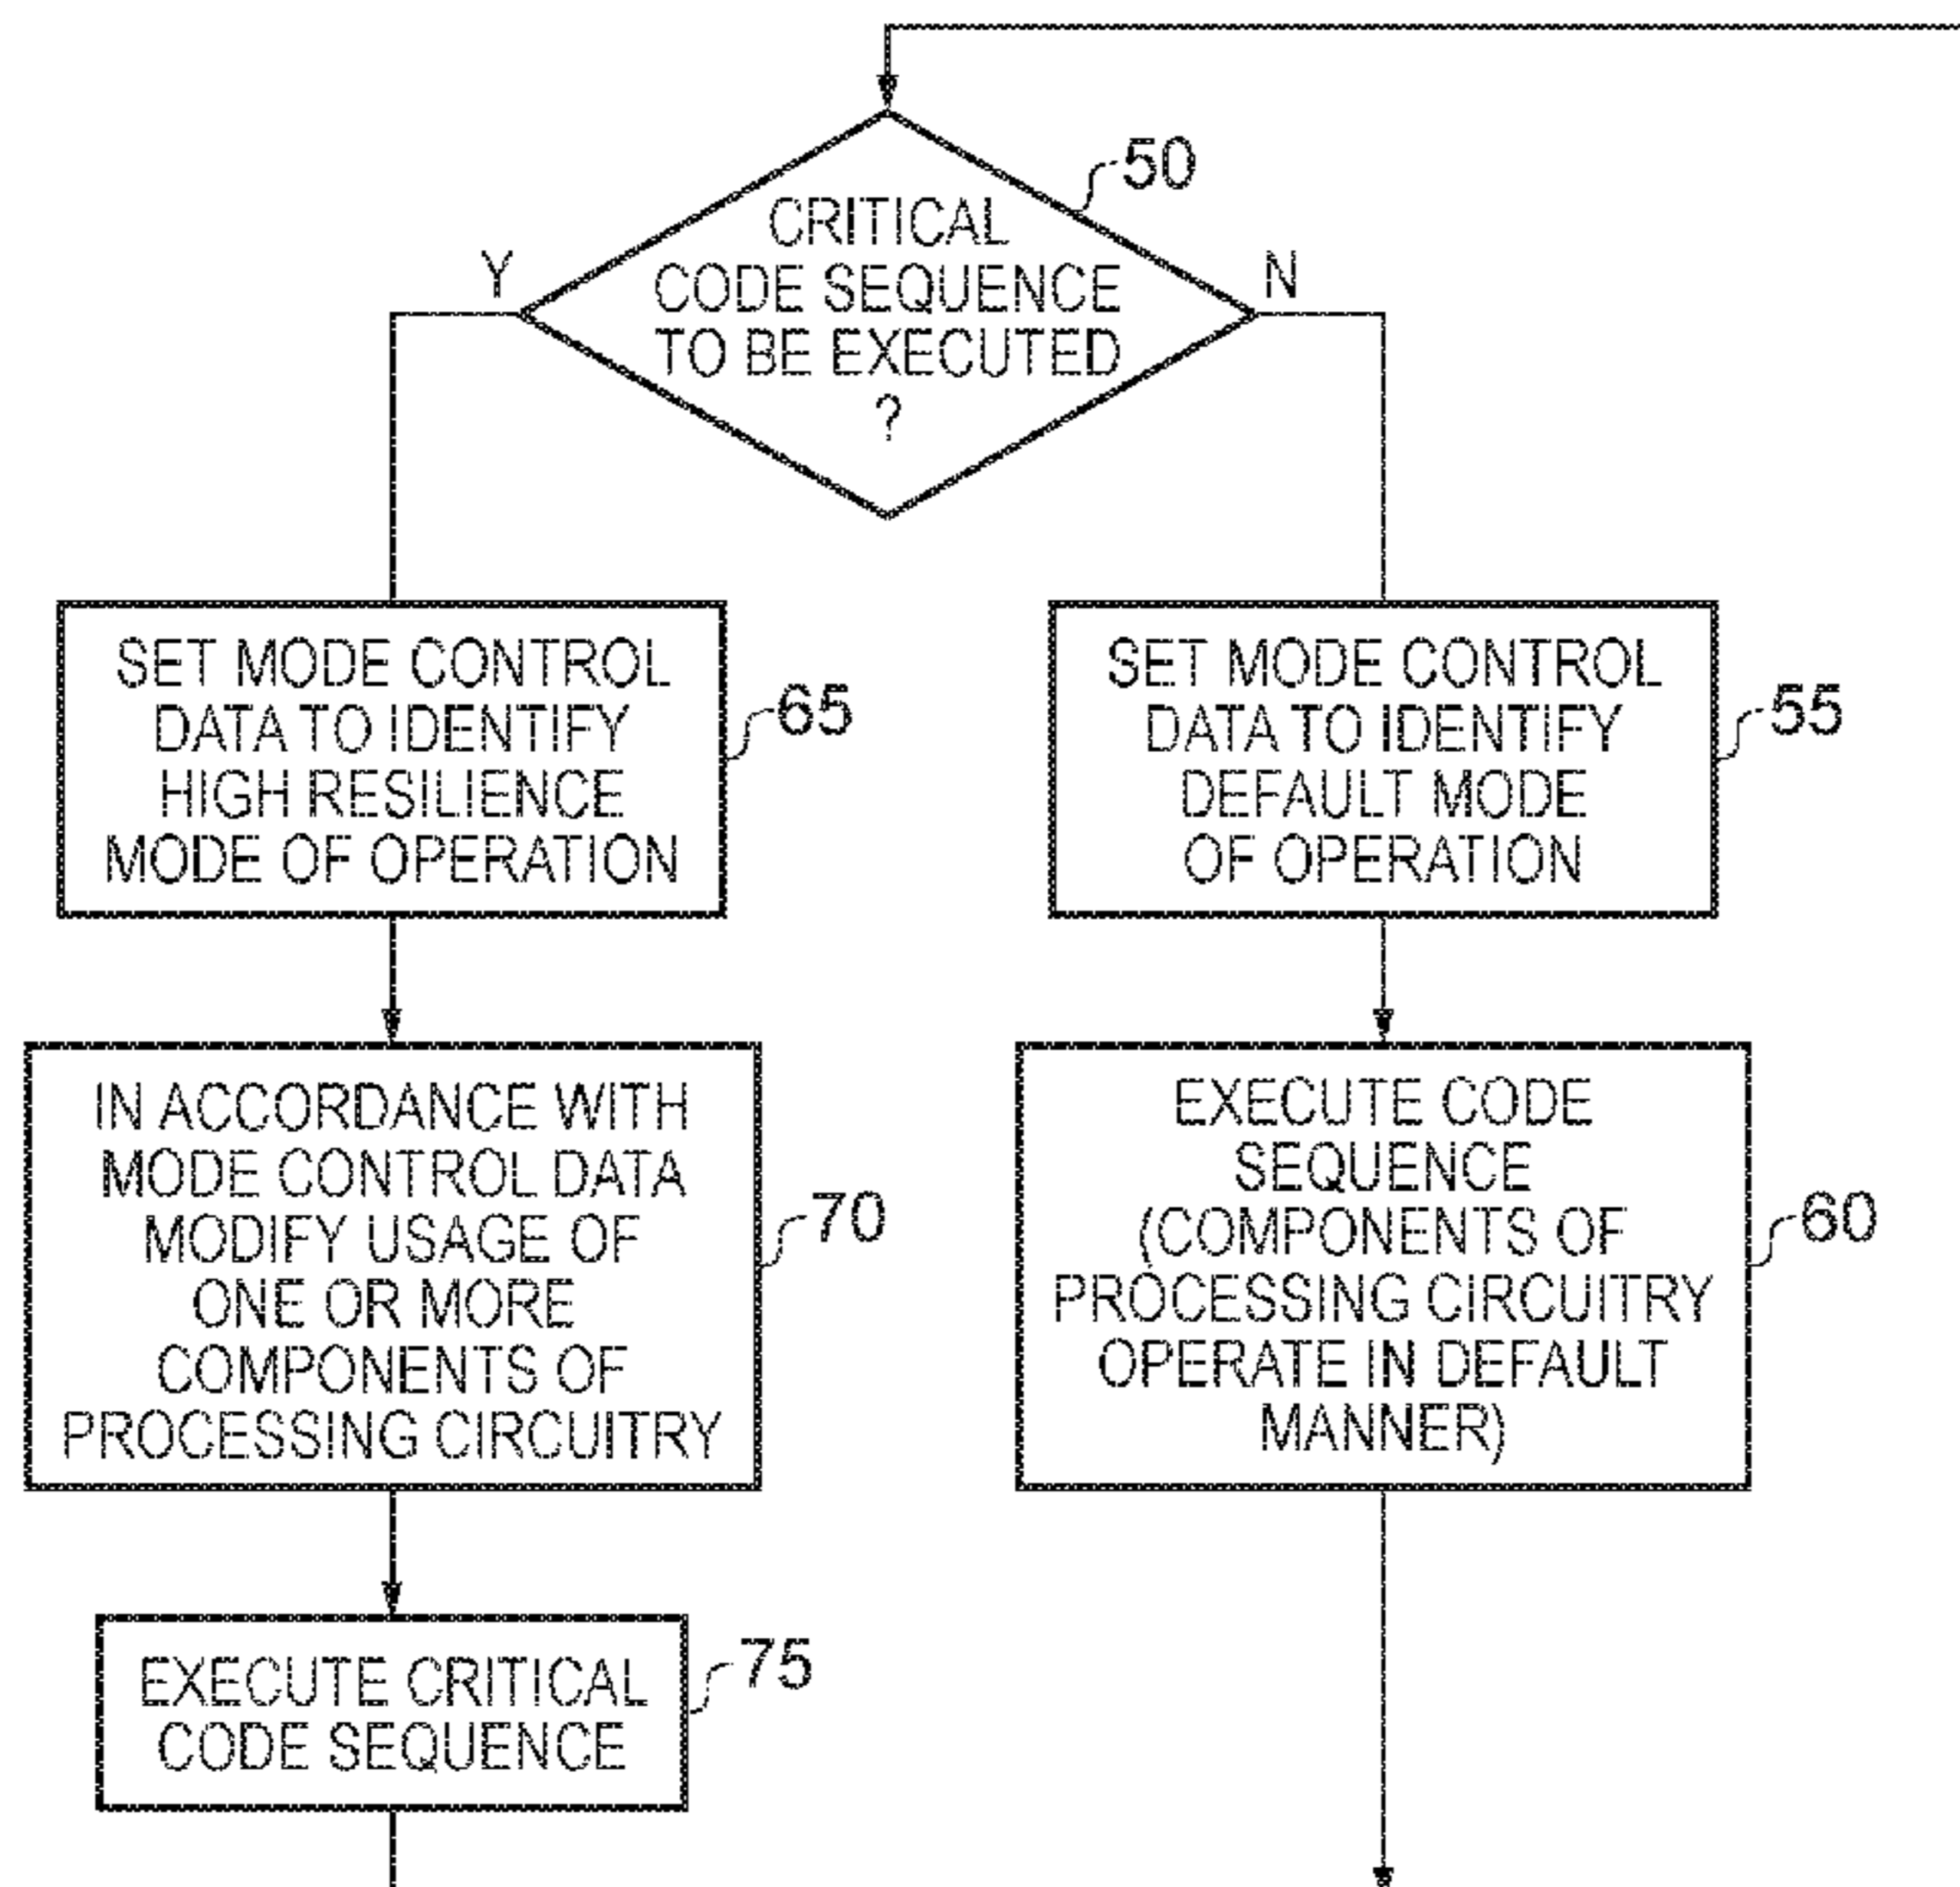 50
CRITICAL
CODE SEQUENCE
TO BE EXECUTED
?
Y
N
SET MODE CONTROL
DATA TO IDENTIFY
HIGH RESILIENCE
MODE OF OPERATION
65
SET MODE CONTROL
DATA TO IDENTIFY
DEFAULT MODE
OF OPERATION
55
IN ACCORDANCE WITH
MODE CONTROL DATA
MODIFY USAGE OF
ONE OR MORE
COMPONENTS OF
PROCESSING CIRCUITRY
70
EXECUTE CODE
SEQUENCE
(COMPONENTS OF
PROCESSING CIRCUITRY
OPERATE IN DEFAULT
MANNER)
60
EXECUTE CRITICAL
CODE SEQUENCE
75